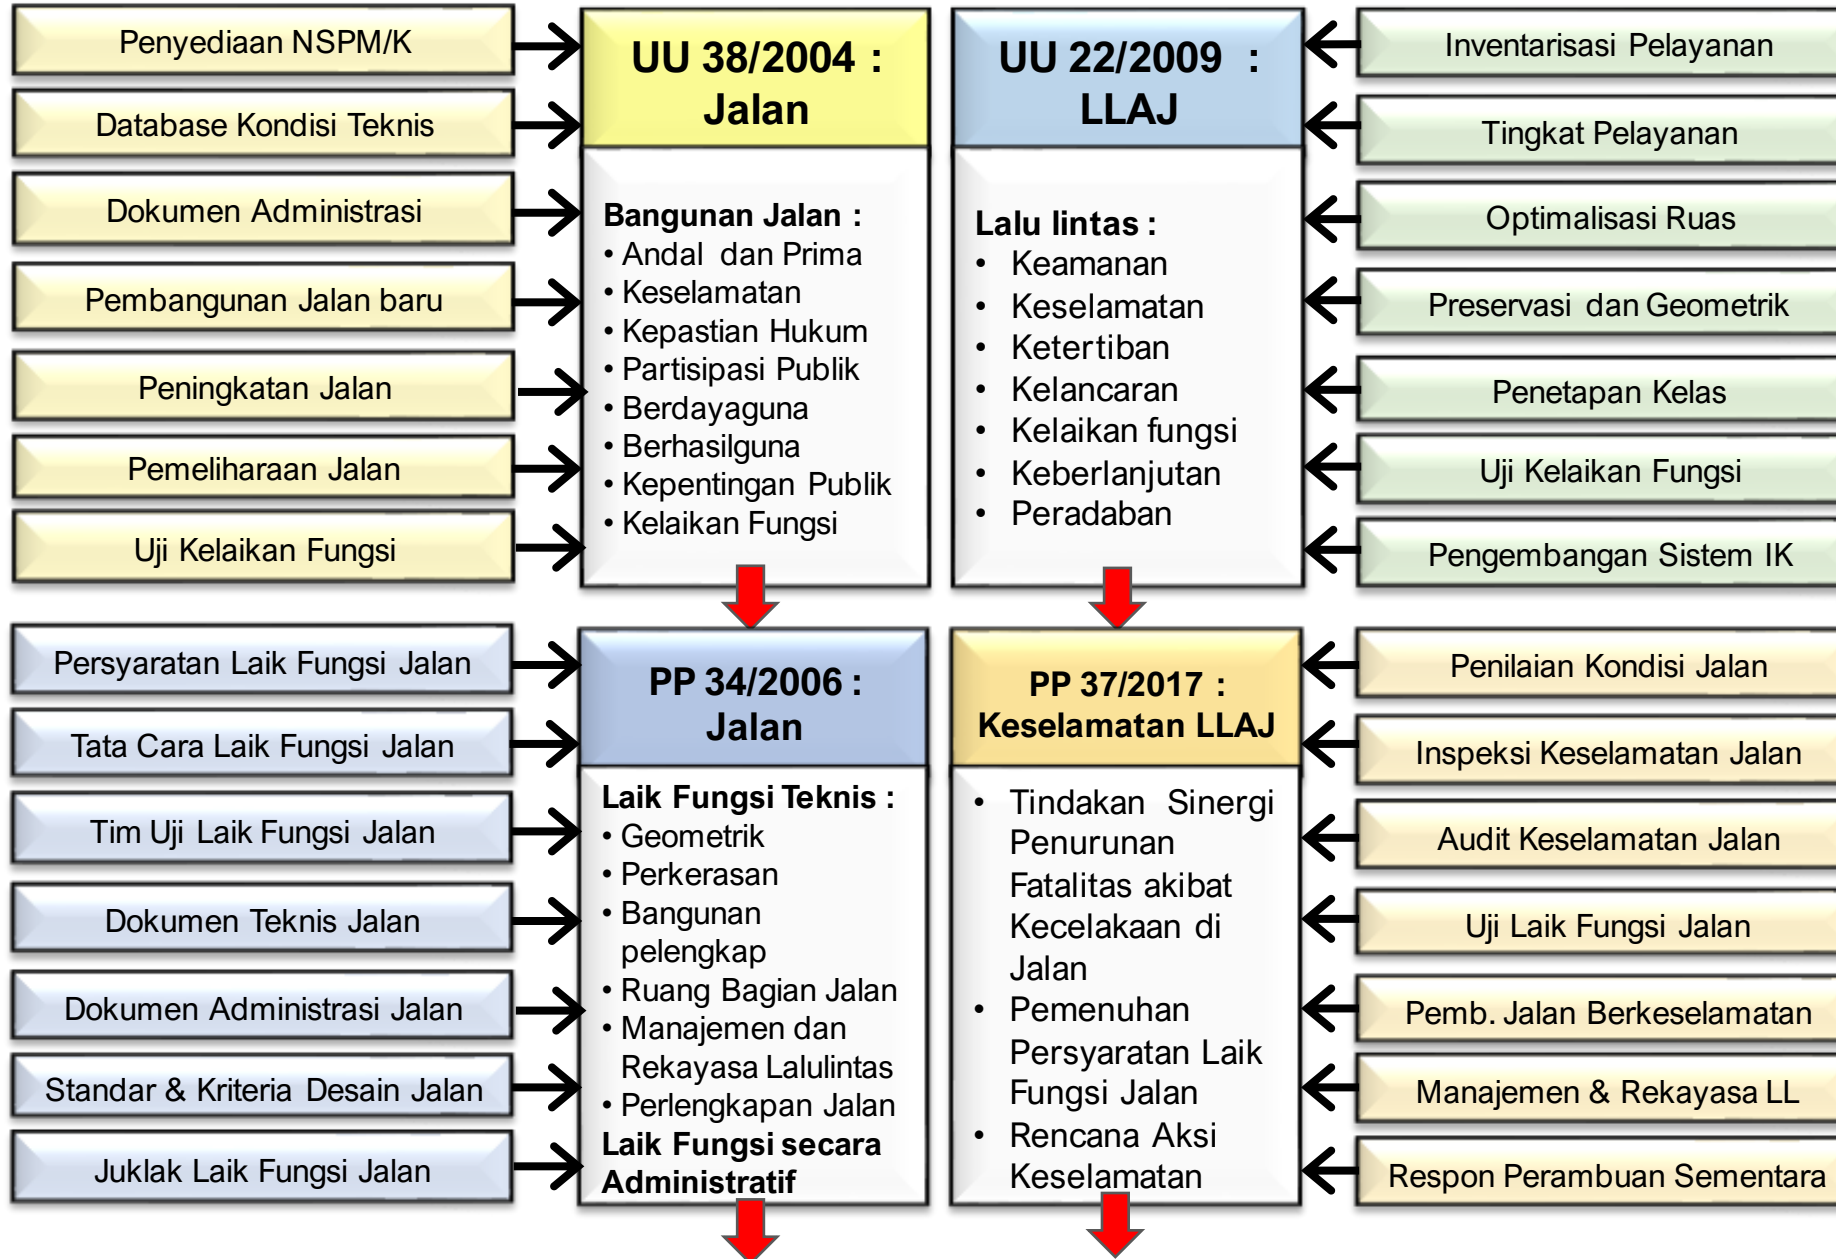 Penyediaan NSPM/K
Database Kondisi Teknis
Dokumen Administrasi
Pembangunan Jalan baru
Peningkatan Jalan
Pemeliharaan Jalan
Uji Kelaikan Fungsi
UU 38/2004 :
Jalan
Bangunan Jalan :
• Andal dan Prima
• Keselamatan
• Kepastian Hukum
• Partisipasi Publik
• Berdayaguna
• Berhasilguna
• Kepentingan Publik
• Kelaikan Fungsi
UU 22/2009 :
LLAJ
Lalu lintas :
• Keamanan
• Keselamatan
• Ketertiban
• Kelancaran
• Kelaikan fungsi
• Keberlanjutan
• Peradaban
Inventarisasi Pelayanan
Tingkat Pelayanan
Optimalisasi Ruas
Preservasi dan Geometrik
Penetapan Kelas
Uji Kelaikan Fungsi
Pengembangan Sistem IK
Persyaratan Laik Fungsi Jalan
Tata Cara Laik Fungsi Jalan
Tim Uji Laik Fungsi Jalan
Dokumen Teknis Jalan
Dokumen Administrasi Jalan
Standar & Kriteria Desain Jalan
Juklak Laik Fungsi Jalan
PP 34/2006 :
Jalan
Laik Fungsi Teknis :
• Geometrik
• Perkerasan
• Bangunan
pelengkap
• Ruang Bagian Jalan
• Manajemen dan
Rekayasa Lalulintas
• Perlengkapan Jalan
Laik Fungsi secara
Administratif
PP 37/2017 :
Keselamatan LLAJ
• Tindakan Sinergi
Penurunan
Fatalitas akibat
Kecelakaan di
Jalan
• Pemenuhan
Persyaratan Laik
Fungsi Jalan
• Rencana Aksi
Keselamatan
Penilaian Kondisi Jalan
Inspeksi Keselamatan Jalan
Audit Keselamatan Jalan
Uji Laik Fungsi Jalan
Pemb. Jalan Berkeselamatan
Manajemen & Rekayasa LL
Respon Perambuan Sementara